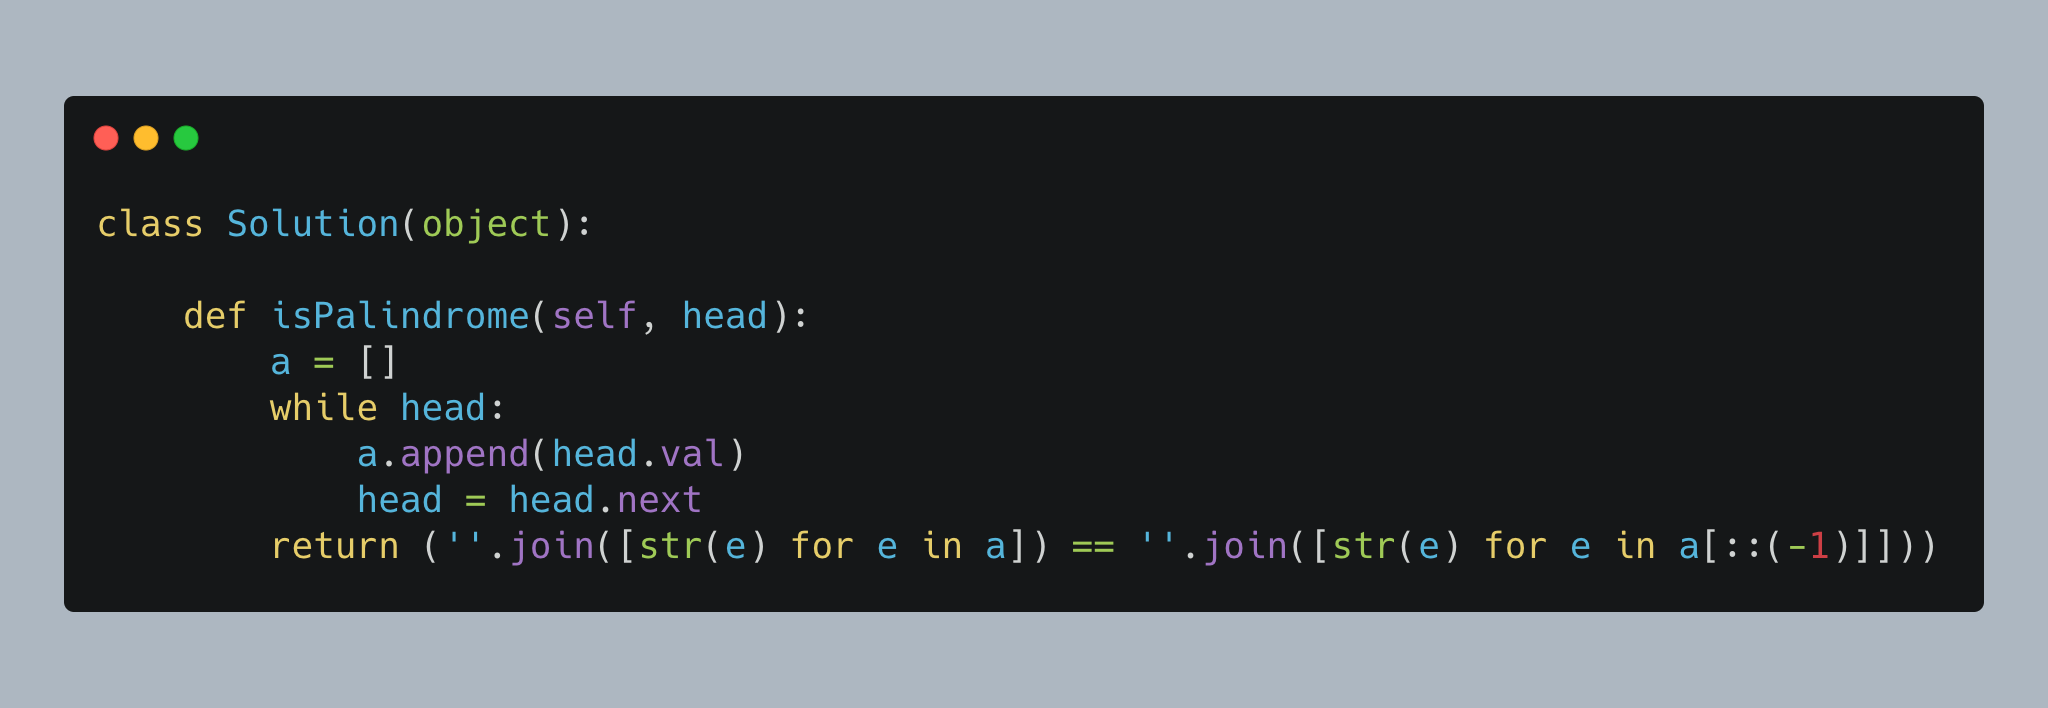 class Solution(object):
    def isPalindrome(self, head):
        a = []
        while head:
            a.append(head.val)
            head = head.next
        return (''.join([str(e) for e in a]) == ''.join([str(e) for e in a[::(-1)]]))